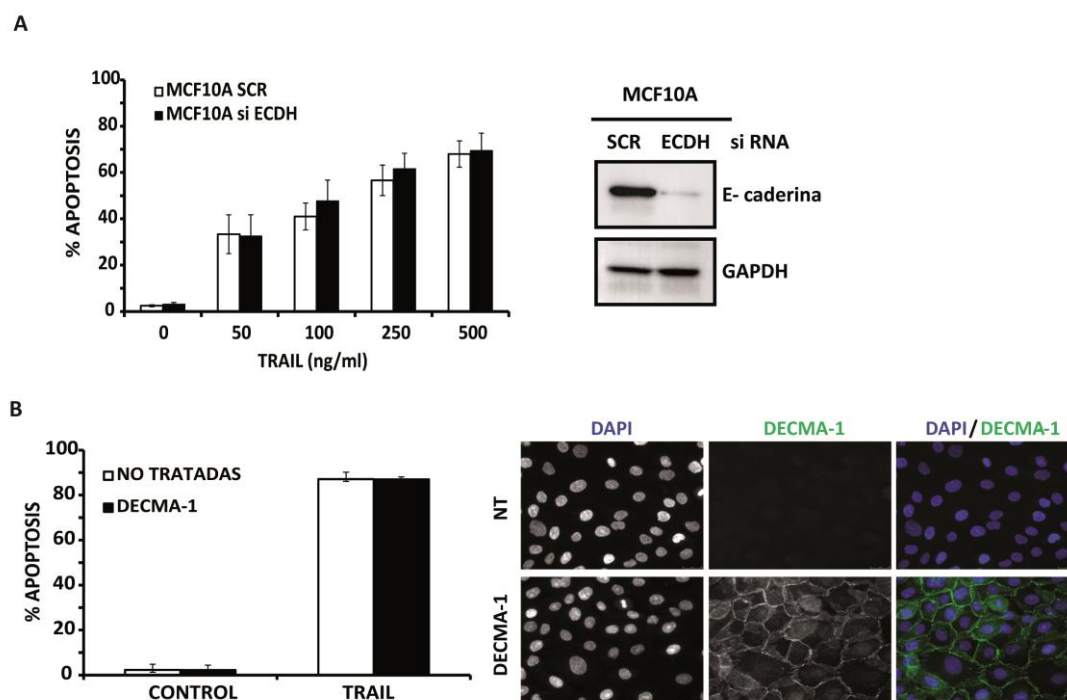 A
% APOPTOSIS
100
80
60
40
20
0
MCF10A SCR
MCF10A si ECDH
0 50 100 250 500
TRAIL (ng/ml)
MCF10A
SCR ECDH si RNA
E- caderina
GAPDH
B
% APOPTOSIS
100
80
60
40
20
0
NO TRATADAS
DECMA-1
CONTROL TRAIL
DAPI DECMA-1 DAPI/DECMA-1
NT
DECMA-1